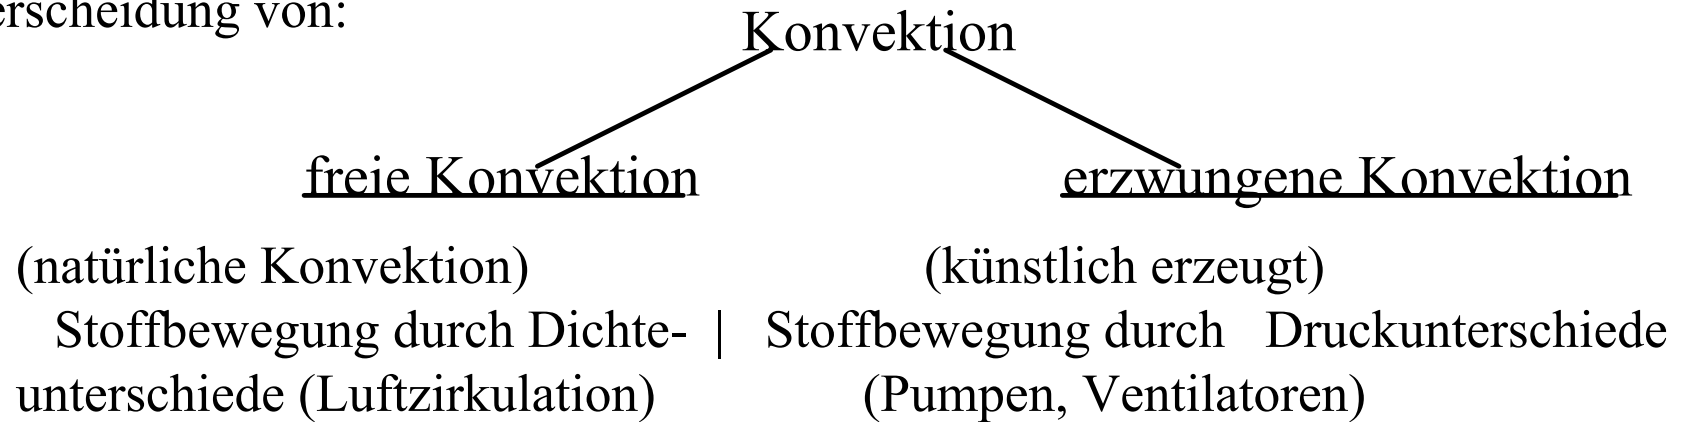 erscheidung von:
Konvektion
freie Konvektion erzwungene Konvektion
(natürliche Konvektion) (künstlich erzeugt)
Stoffbewegung durch Dichte- | Stoffbewegung durch Druckunterschiede
unterschiede (Luftzirkulation) (Pumpen, Ventilatoren)